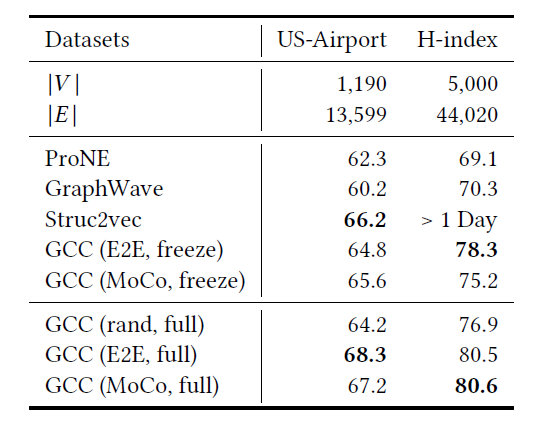 Datasets US-Airport H-index
|V| 1,190 5,000
|E| 13,599 44,020
ProNE 62.3 69.1
GraphWave 60.2 70.3
Struc2vec 66.2 > 1 Day
GCC (E2E, freeze) 64.8 78.3
GCC (MoCo, freeze) 65.6 75.2
GCC (rand, full) 64.2 76.9
GCC (E2E, full) 68.3 80.5
GCC (MoCo, full) 67.2 80.6